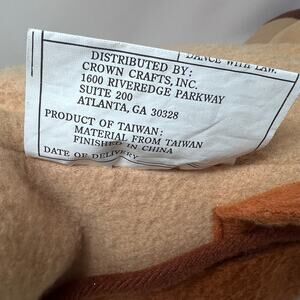 DANCE WITH LAW.
DISTRIBUTED BY:
CROWN CRAFTS, INC.
1600 RIVEREDGE PARKWAY
SUITE 200
ATLANTA, GA 30328
PRODUCT OF TAIWAN:
MATERIAL FROM TAIWAN
FINISHED IN CHINA
DATE OF DELIVERY